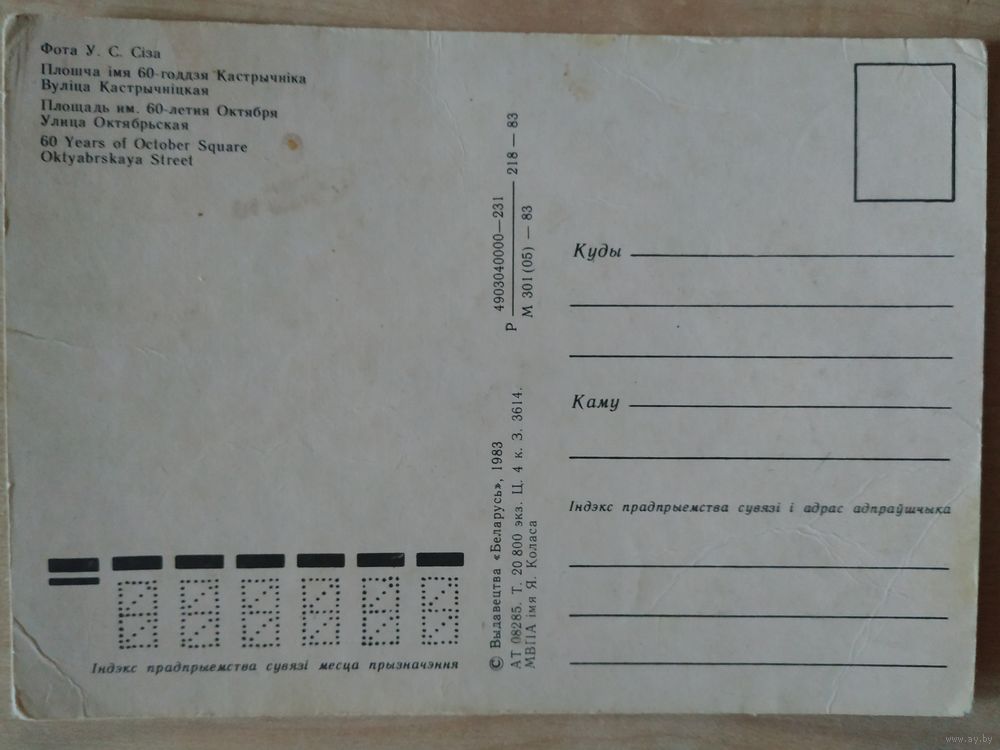 Фота У. С. Сіза
Плошча імя 60-годдзя Кастрычніка
Вуліца Кастрычніцкая
Площадь им. 60-летия Октября
Улица Октябрьская
60 Years of October Square
Oktyabrskaya Street
Індэкс прадпрыемства сувязі месца прызначэння
© Выдавецтва «Беларусь», 1983
АТ 08285. Т. 20 800 экз. Ц. 4 к. З. 3614.
МВПА імя Я. Коласа
Р 4903040000—231 218 — 83
М 301(05) — 83
Куды
Каму
Індэкс прадпрыемства сувязі і адрас адпраўшчыка
www.ay.by